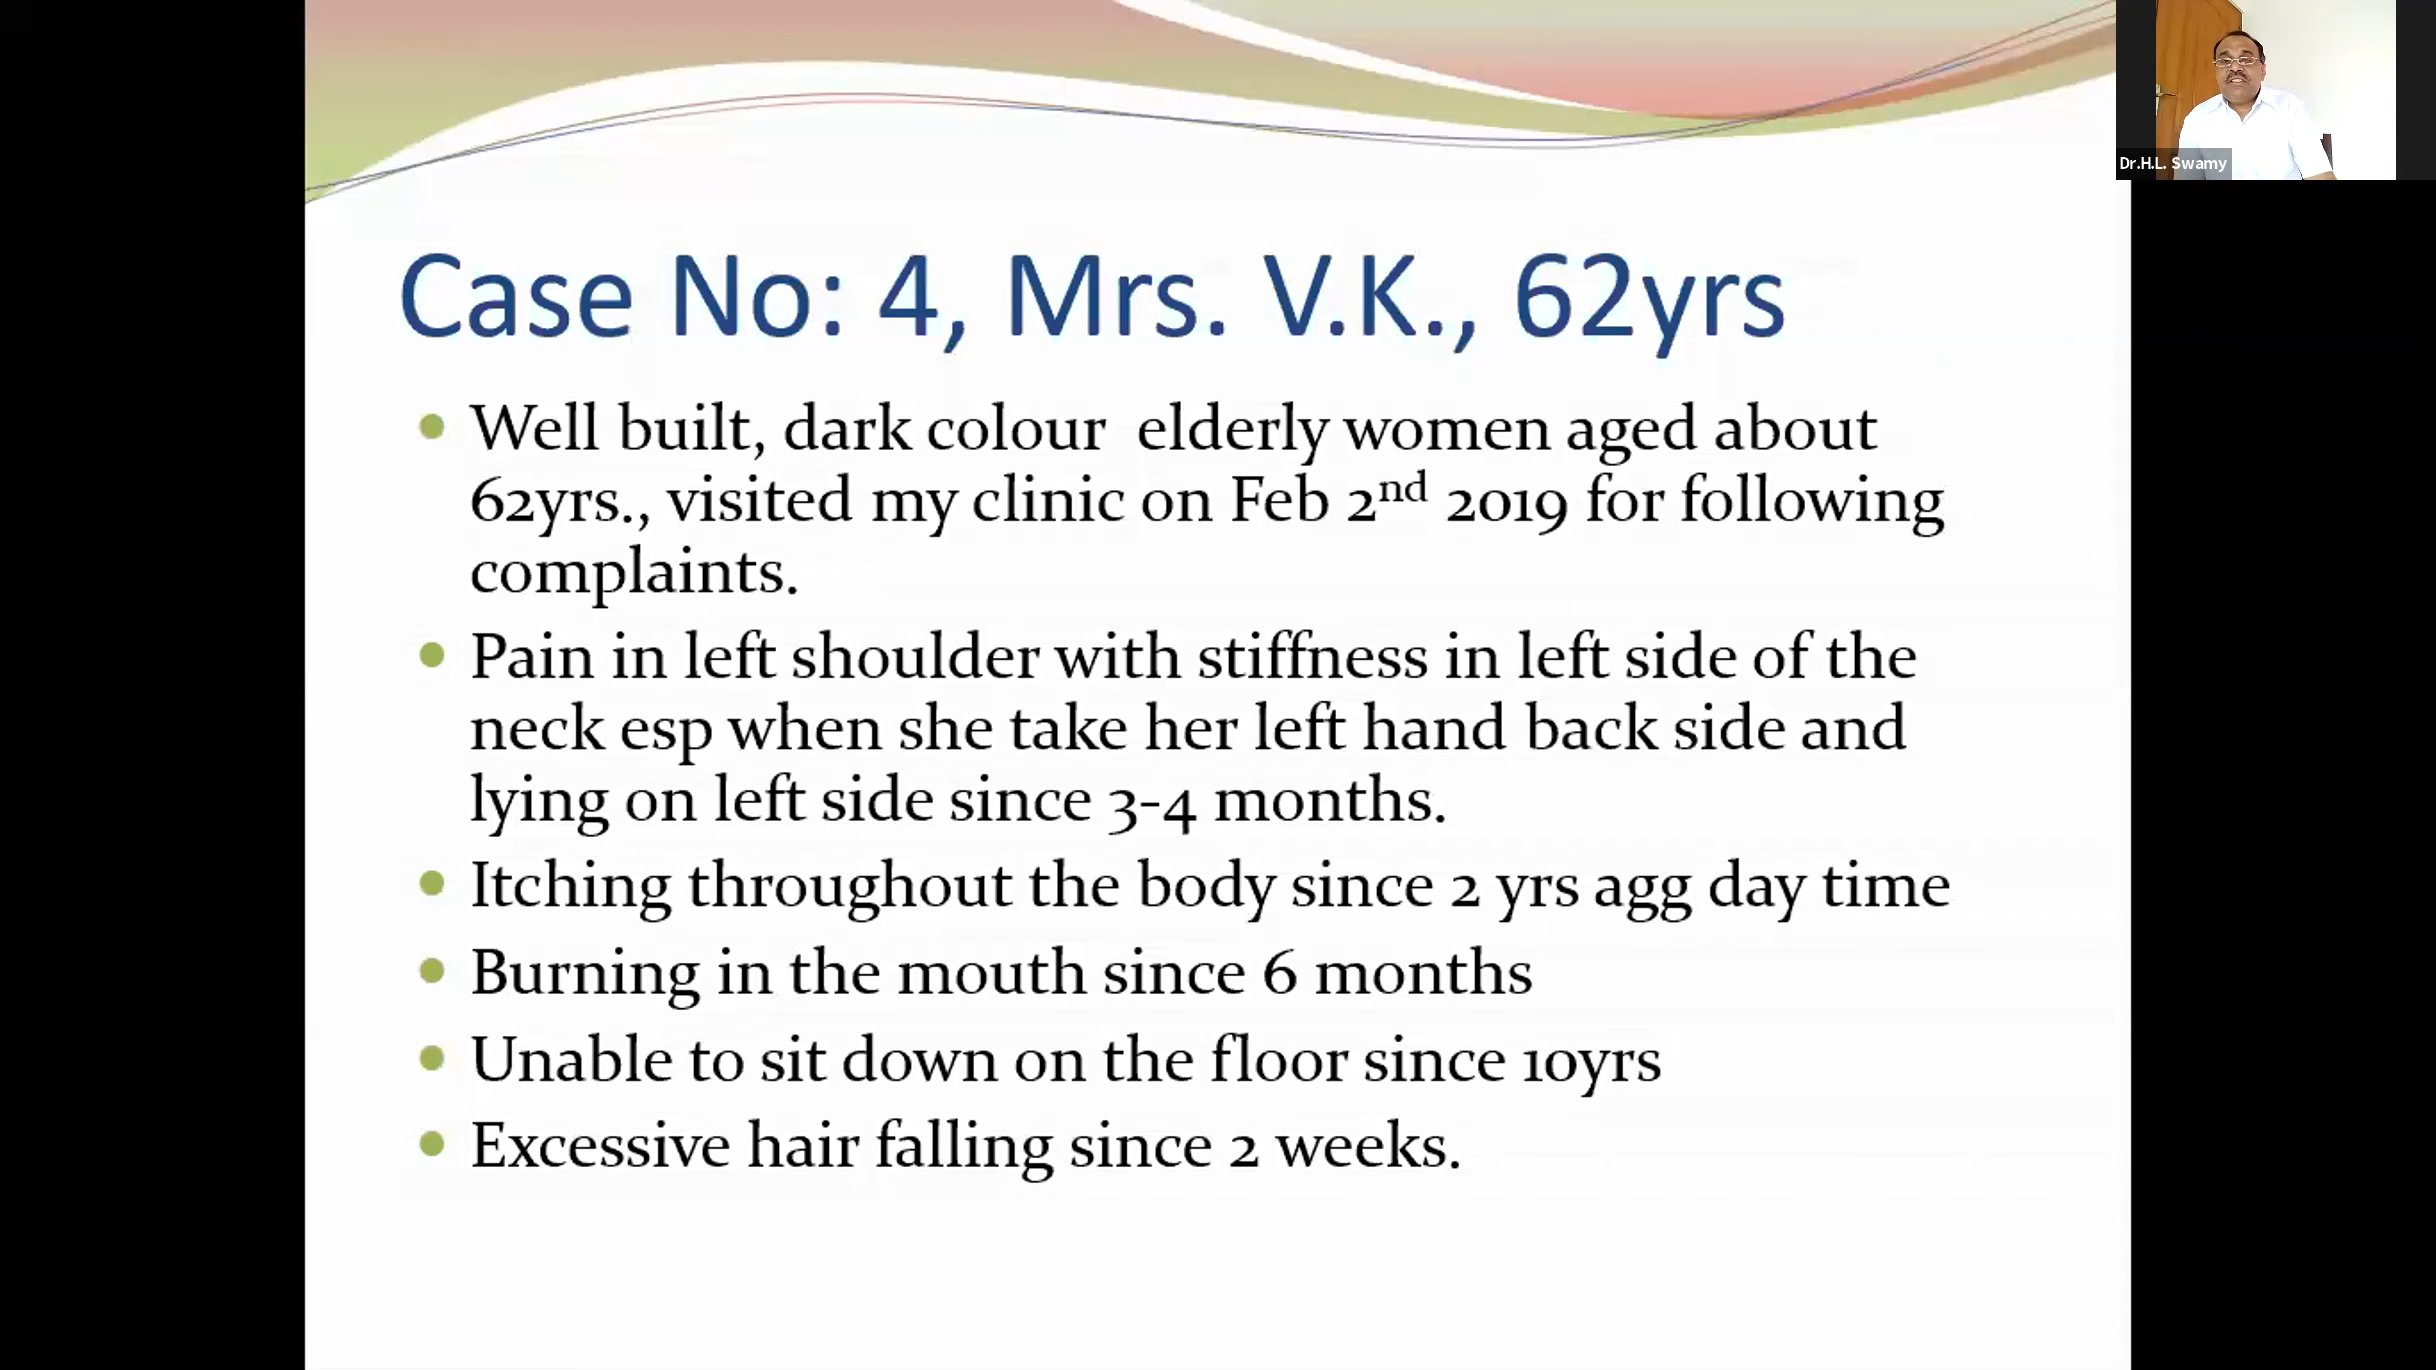 Dr.H.L. Swamy
Case No: 4, Mrs. V.K., 62yrs
Well built, dark colour elderly women aged about
62yrs., visited my clinic on Feb 2nd 2019 for following
complaints.
Pain in left shoulder with stiffness in left side of the
neck esp when she take her left hand back side and
lying on left side since 3-4 months.
Itching throughout the body since 2 yrs agg day time
Burning in the mouth since 6 months
Unable to sit down on the floor since 10yrs
Excessive hair falling since 2 weeks.